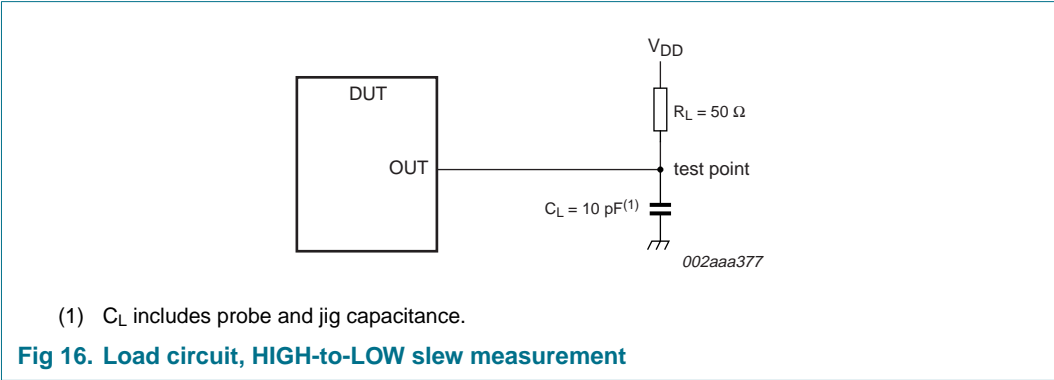 V_DD
DUT
R_L = 50 Ω
OUT
test point
C_L = 10 pF(1)
002aaa377
(1) C_L includes probe and jig capacitance.
Fig 16. Load circuit, HIGH-to-LOW slew measurement